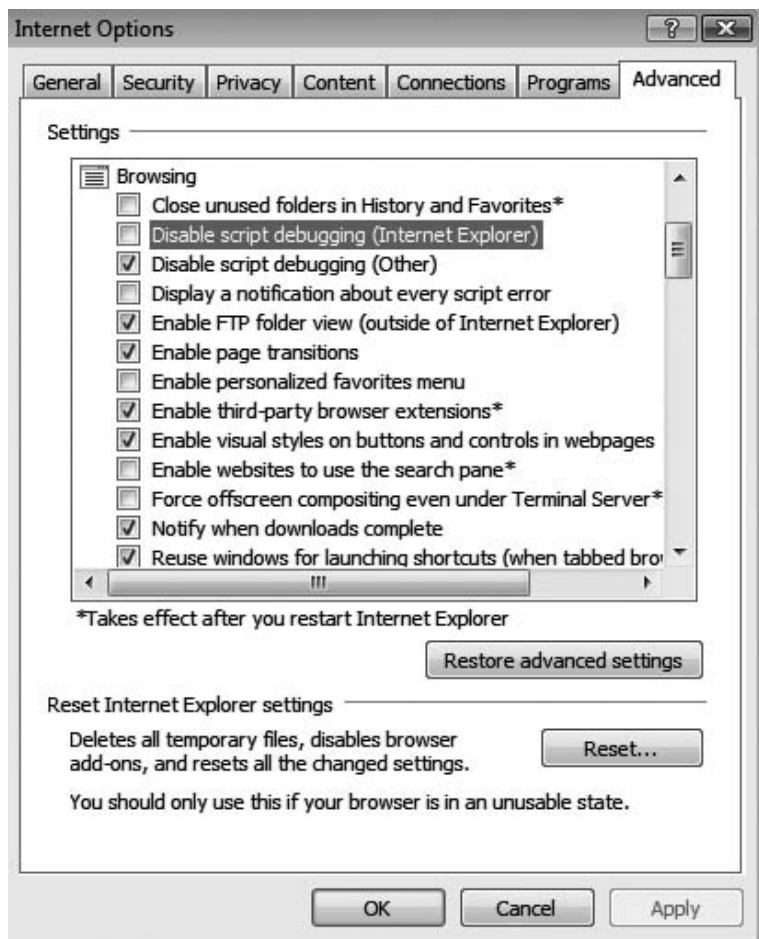 Internet Options
General Security Privacy Content Connections Programs Advanced
Settings
Browsing
Close unused folders in History and Favorites*
Disable script debugging (Internet Explorer)
Disable script debugging (Other)
Display a notification about every script error
Enable FTP folder view (outside of Internet Explorer)
Enable page transitions
Enable personalized favorites menu
Enable third-party browser extensions*
Enable visual styles on buttons and controls in webpages
Enable websites to use the search pane*
Force offscreen compositing even under Terminal Server*
Notify when downloads complete
Reuse windows for launching shortcuts (when tabbed
*Takes effect after you restart Internet Explorer
Restore advanced settings
Reset Internet Explorer settings
Deletes all temporary files, disables browser
add-ons, and resets all the changed settings.
Reset...
You should only use this if your browser is in an unusable state.
OK Cancel Apply